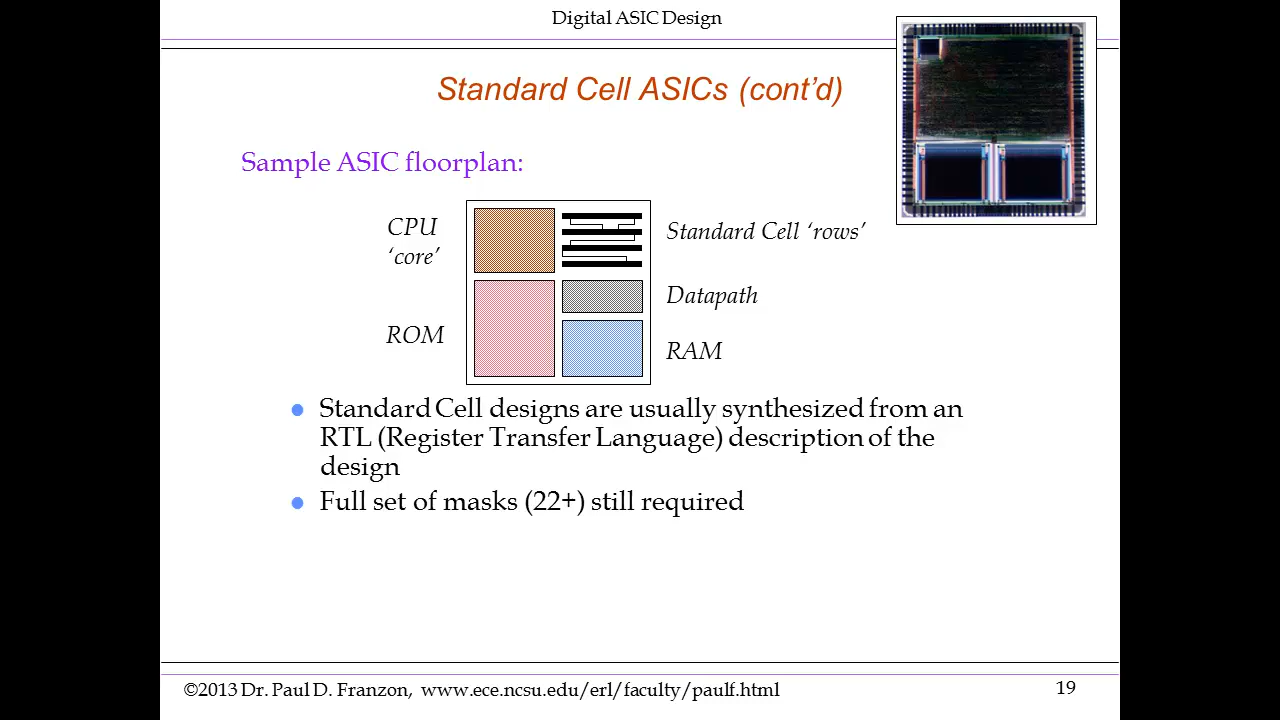 Digital ASIC Design
Standard Cell ASICs (cont’d)
Sample ASIC floorplan:
CPU
‘core’
Standard Cell ‘rows’
Datapath
ROM
RAM
Standard Cell designs are usually synthesized from an
RTL (Register Transfer Language) description of the
design
Full set of masks (22+) still required
©2013 Dr. Paul D. Franzon, www.ece.ncsu.edu/erl/faculty/paulf.html
19